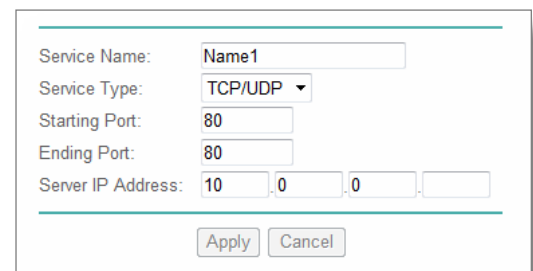 Service Name: Name1
Service Type: TCP/UDP
Starting Port: 80
Ending Port: 80
Server IP Address: 10 .0 .0 .
Apply Cancel